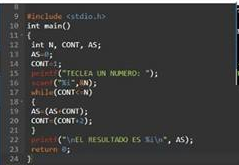 8
9 #include <stdio.h>
10 int main()
11 {
12 int N, CONT, AS;
13 AS=0;
14 CONT=1;
15 printf("TECLEA UN NUMERO: ");
16 scanf("%i",&N);
17 while(CONT<=N)
18 {
19 AS=(AS+CONT);
20 CONT=(CONT+2);
21 }
22 printf("\nEL RESULTADO ES %i\n", AS);
23 return 0;
24 }